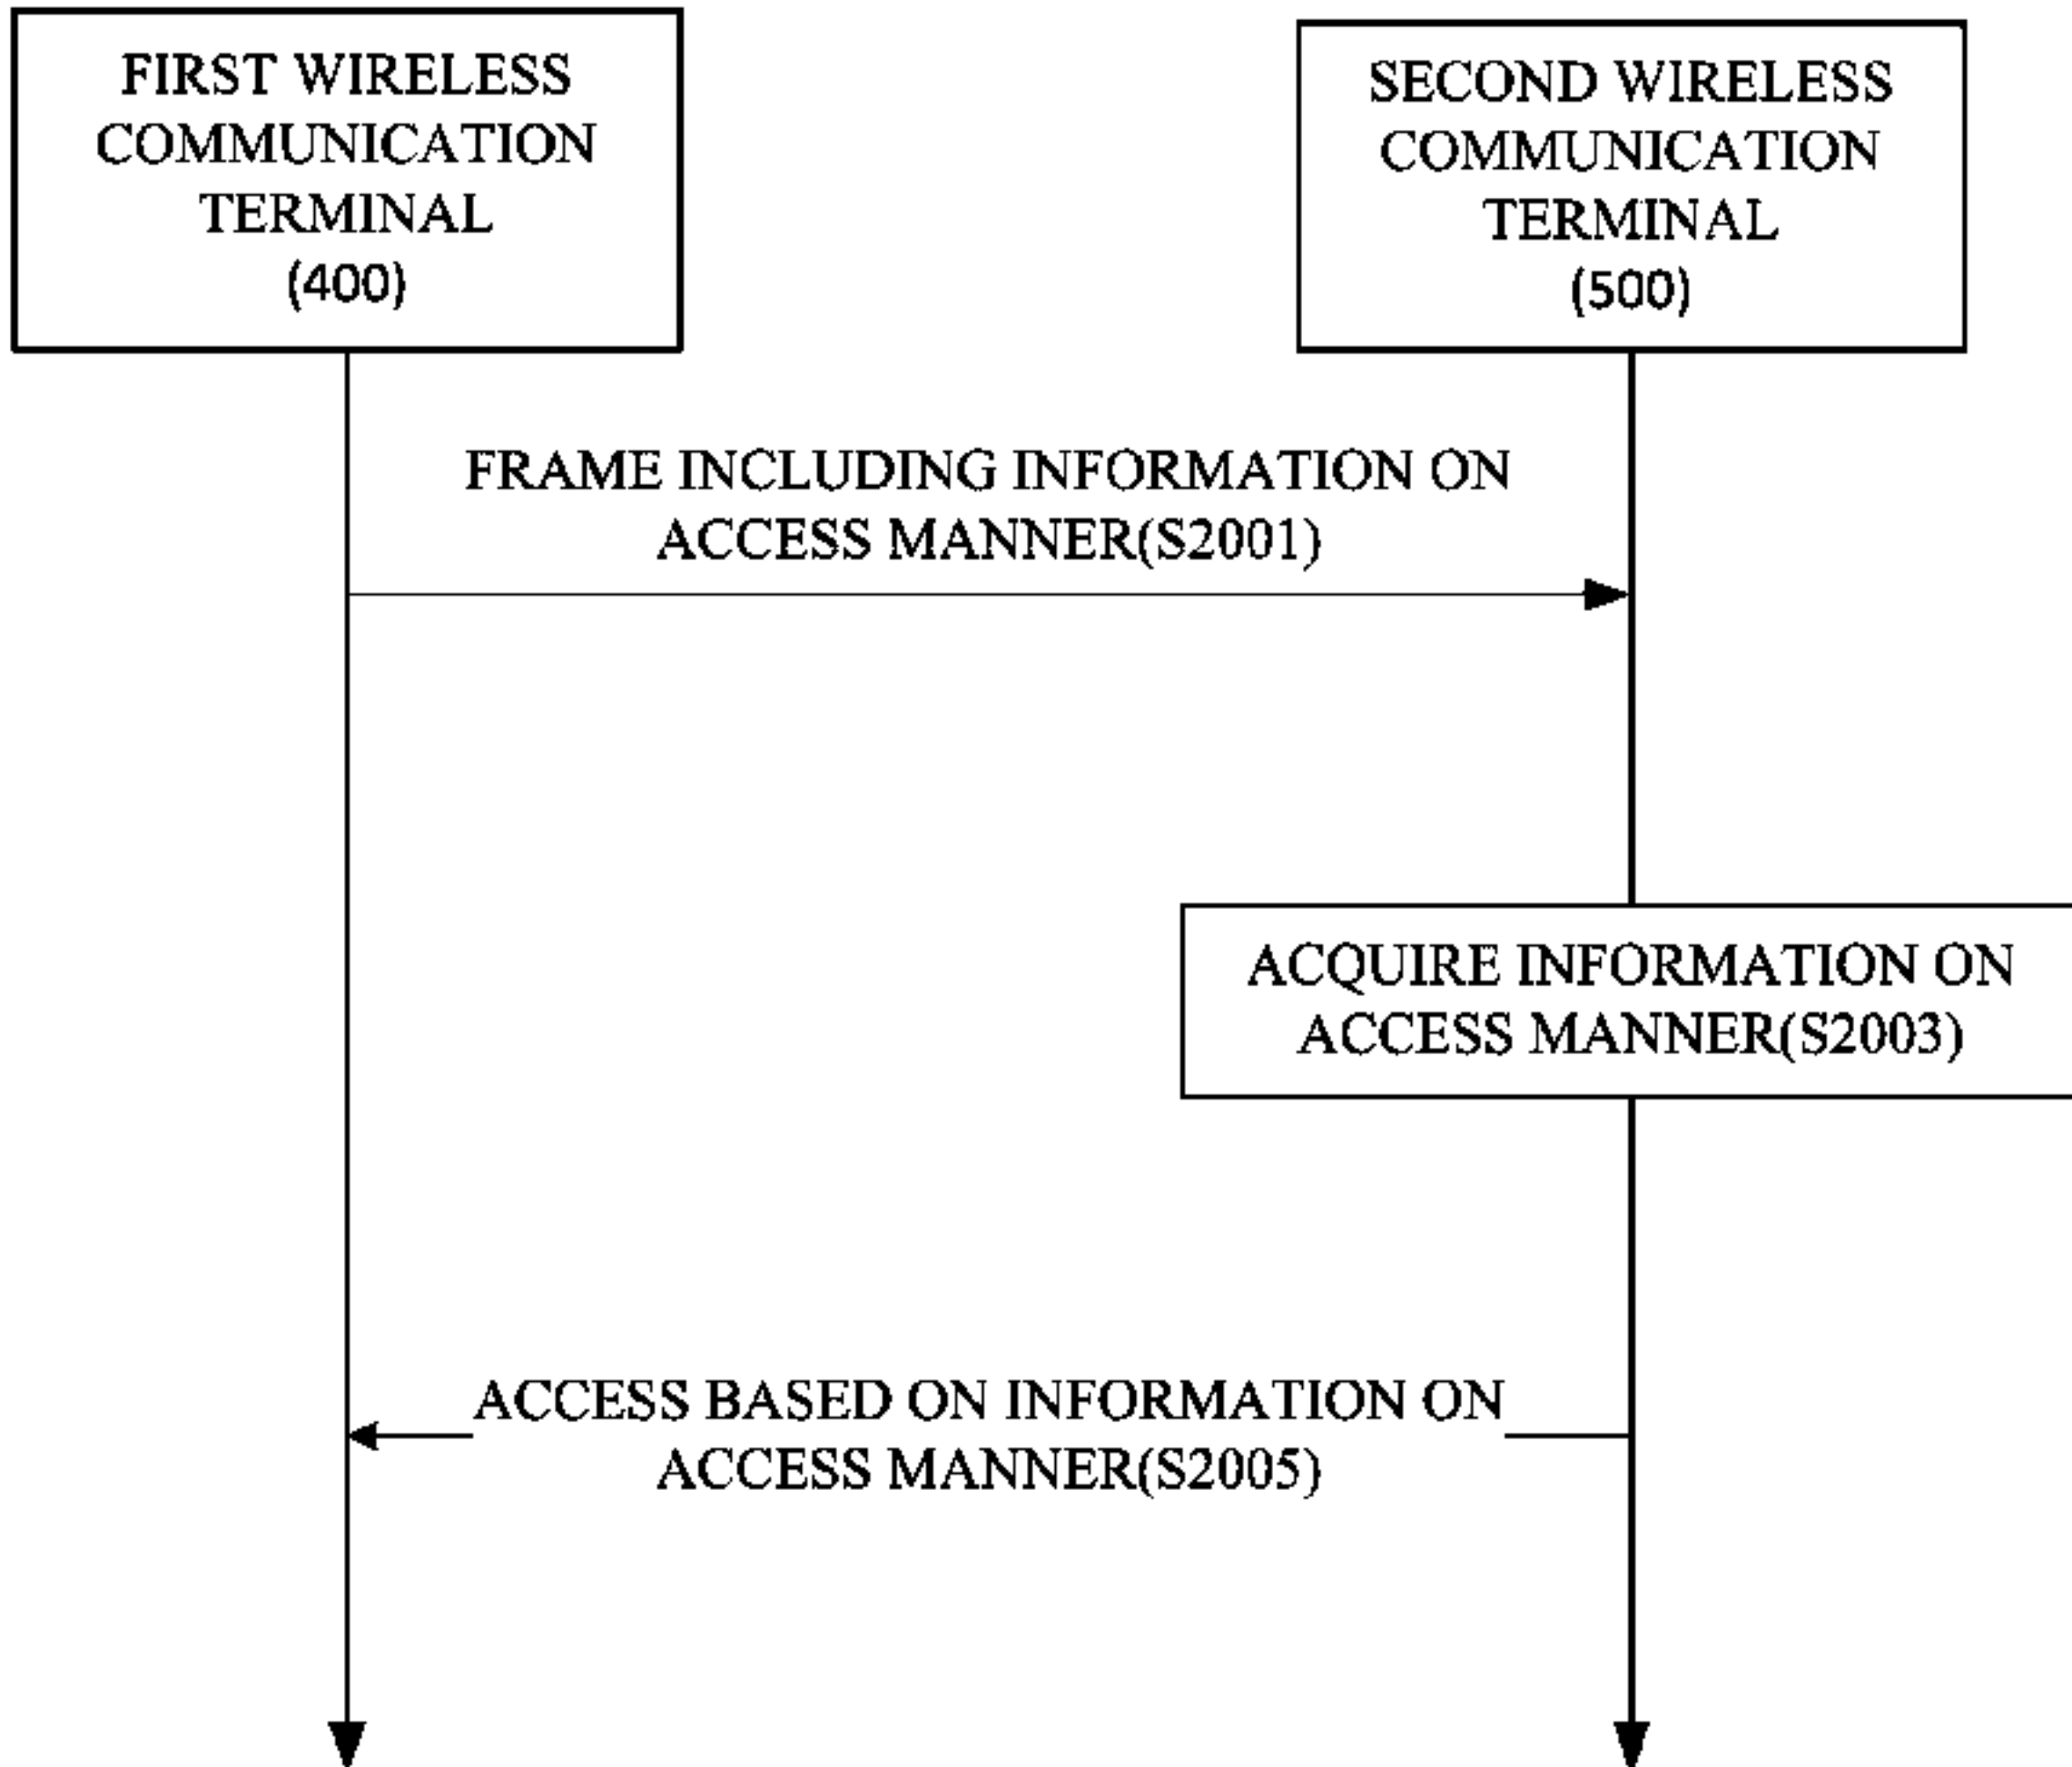 FIRST WIRELESS
COMMUNICATION
TERMINAL
(400)
SECOND WIRELESS
COMMUNICATION
TERMINAL
(500)
FRAME INCLUDING INFORMATION ON
ACCESS MANNER(S2001)
ACQUIRE INFORMATION ON
ACCESS MANNER(S2003)
ACCESS BASED ON INFORMATION ON
ACCESS MANNER(S2005)